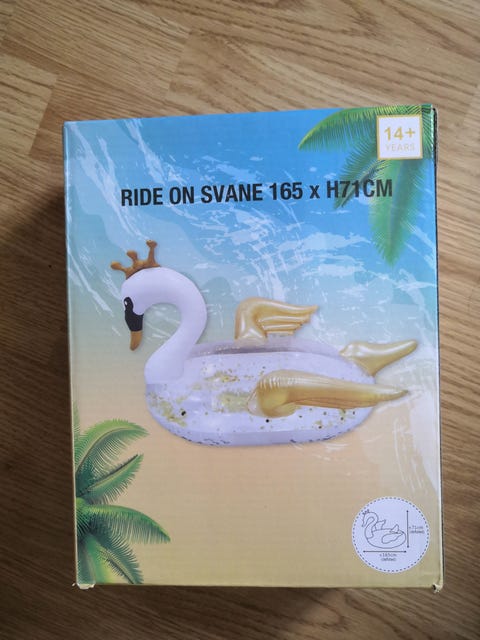 14+
YEARS
RIDE ON SVANE 165 x H71CM